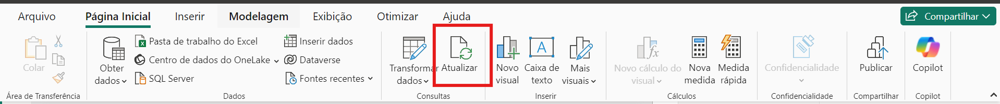 Arquivo
Página Inicial
Inserir
Modelagem
Exibição
Otimizar
Ajuda
Compartilhar
Colar
Área de Transferência
Obter
dados
Pasta de trabalho do Excel
Centro de dados do OneLake
SQL Server
Inserir dados
Dataverse
Fontes recentes
Dados
Transformar
dados
Atualizar
Consultas
Novo
visual
A
Caixa de
texto
Mais
visuais
Inserir
fx
Novo cálculo do
visual
Nova
medida
Medida
rápida
Cálculos
Confidencialidade
Confidencialidade
Publicar
Compartilhar
Copilot
Copilot